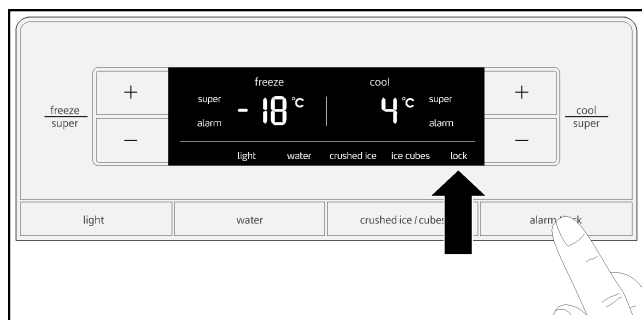 freeze cool
super -18 °C 4 °C super
alarm alarm
light water crushed ice ice cubes lock
+ +
freeze
super
cool
super
− −
light water crushed ice / cubes alarm